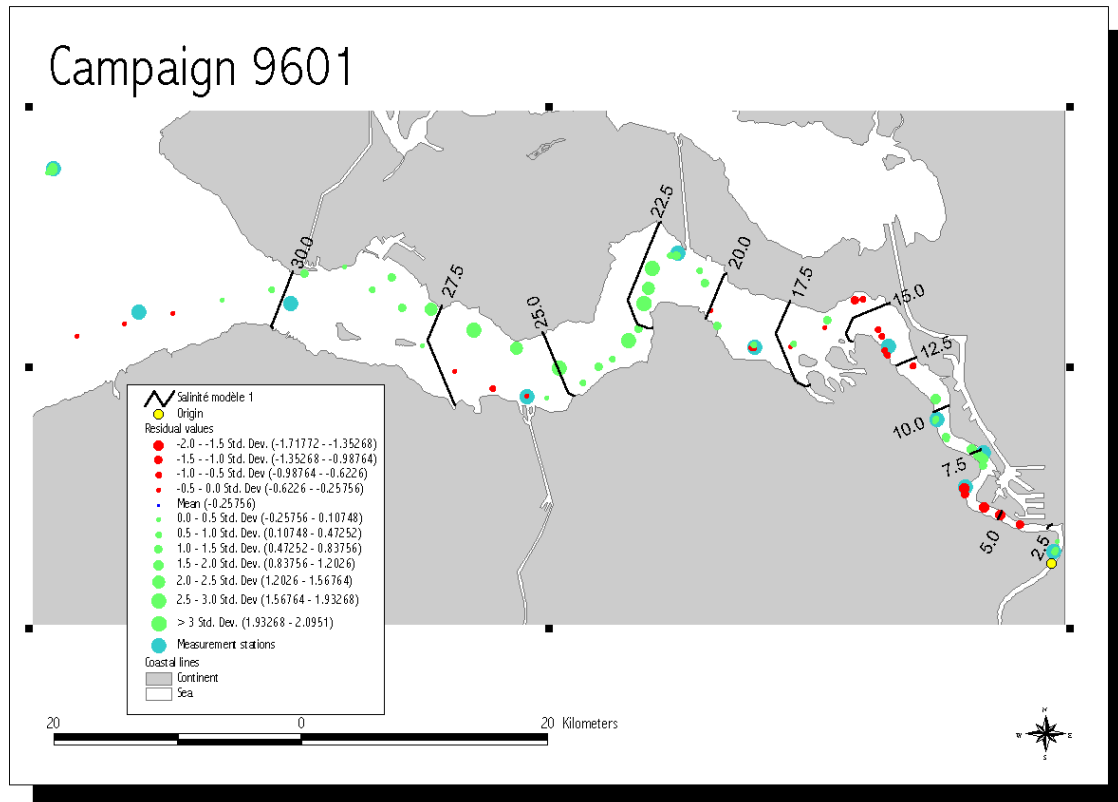 Campaign 9601
30.0
27.5
25.0
22.5
20.0
17.5
15.0
12.5
10.0
7.5
5.0
2.5
Salinité modèle 1
Origin
Residual values
-2.0 - -1.5 Std. Dev. (-1.71772 - -1.35268)
-1.5 - -1.0 Std. Dev (-1.35268 - -0.98764)
-1.0 - -0.5 Std. Dev (-0.98764 - -0.6226)
-0.5 - 0.0 Std. Dev (-0.6226 - -0.25756)
Mean (-0.25756)
0.0 - 0.5 Std. Dev (-0.25756 - 0.10748)
0.5 - 1.0 Std. Dev (0.10748 - 0.47252)
1.0 - 1.5 Std. Dev (0.47252 - 0.83756)
1.5 - 2.0 Std. Dev (0.83756 - 1.2026)
2.0 - 2.5 Std. Dev (1.2026 - 1.56764)
2.5 - 3.0 Std. Dev (1.56764 - 1.93268)
> 3 Std. Dev. (1.93268 - 2.0951)
Measurement stations
Coastal lines
Continent
Sea
20 0 20 Kilometers
N
W E
S